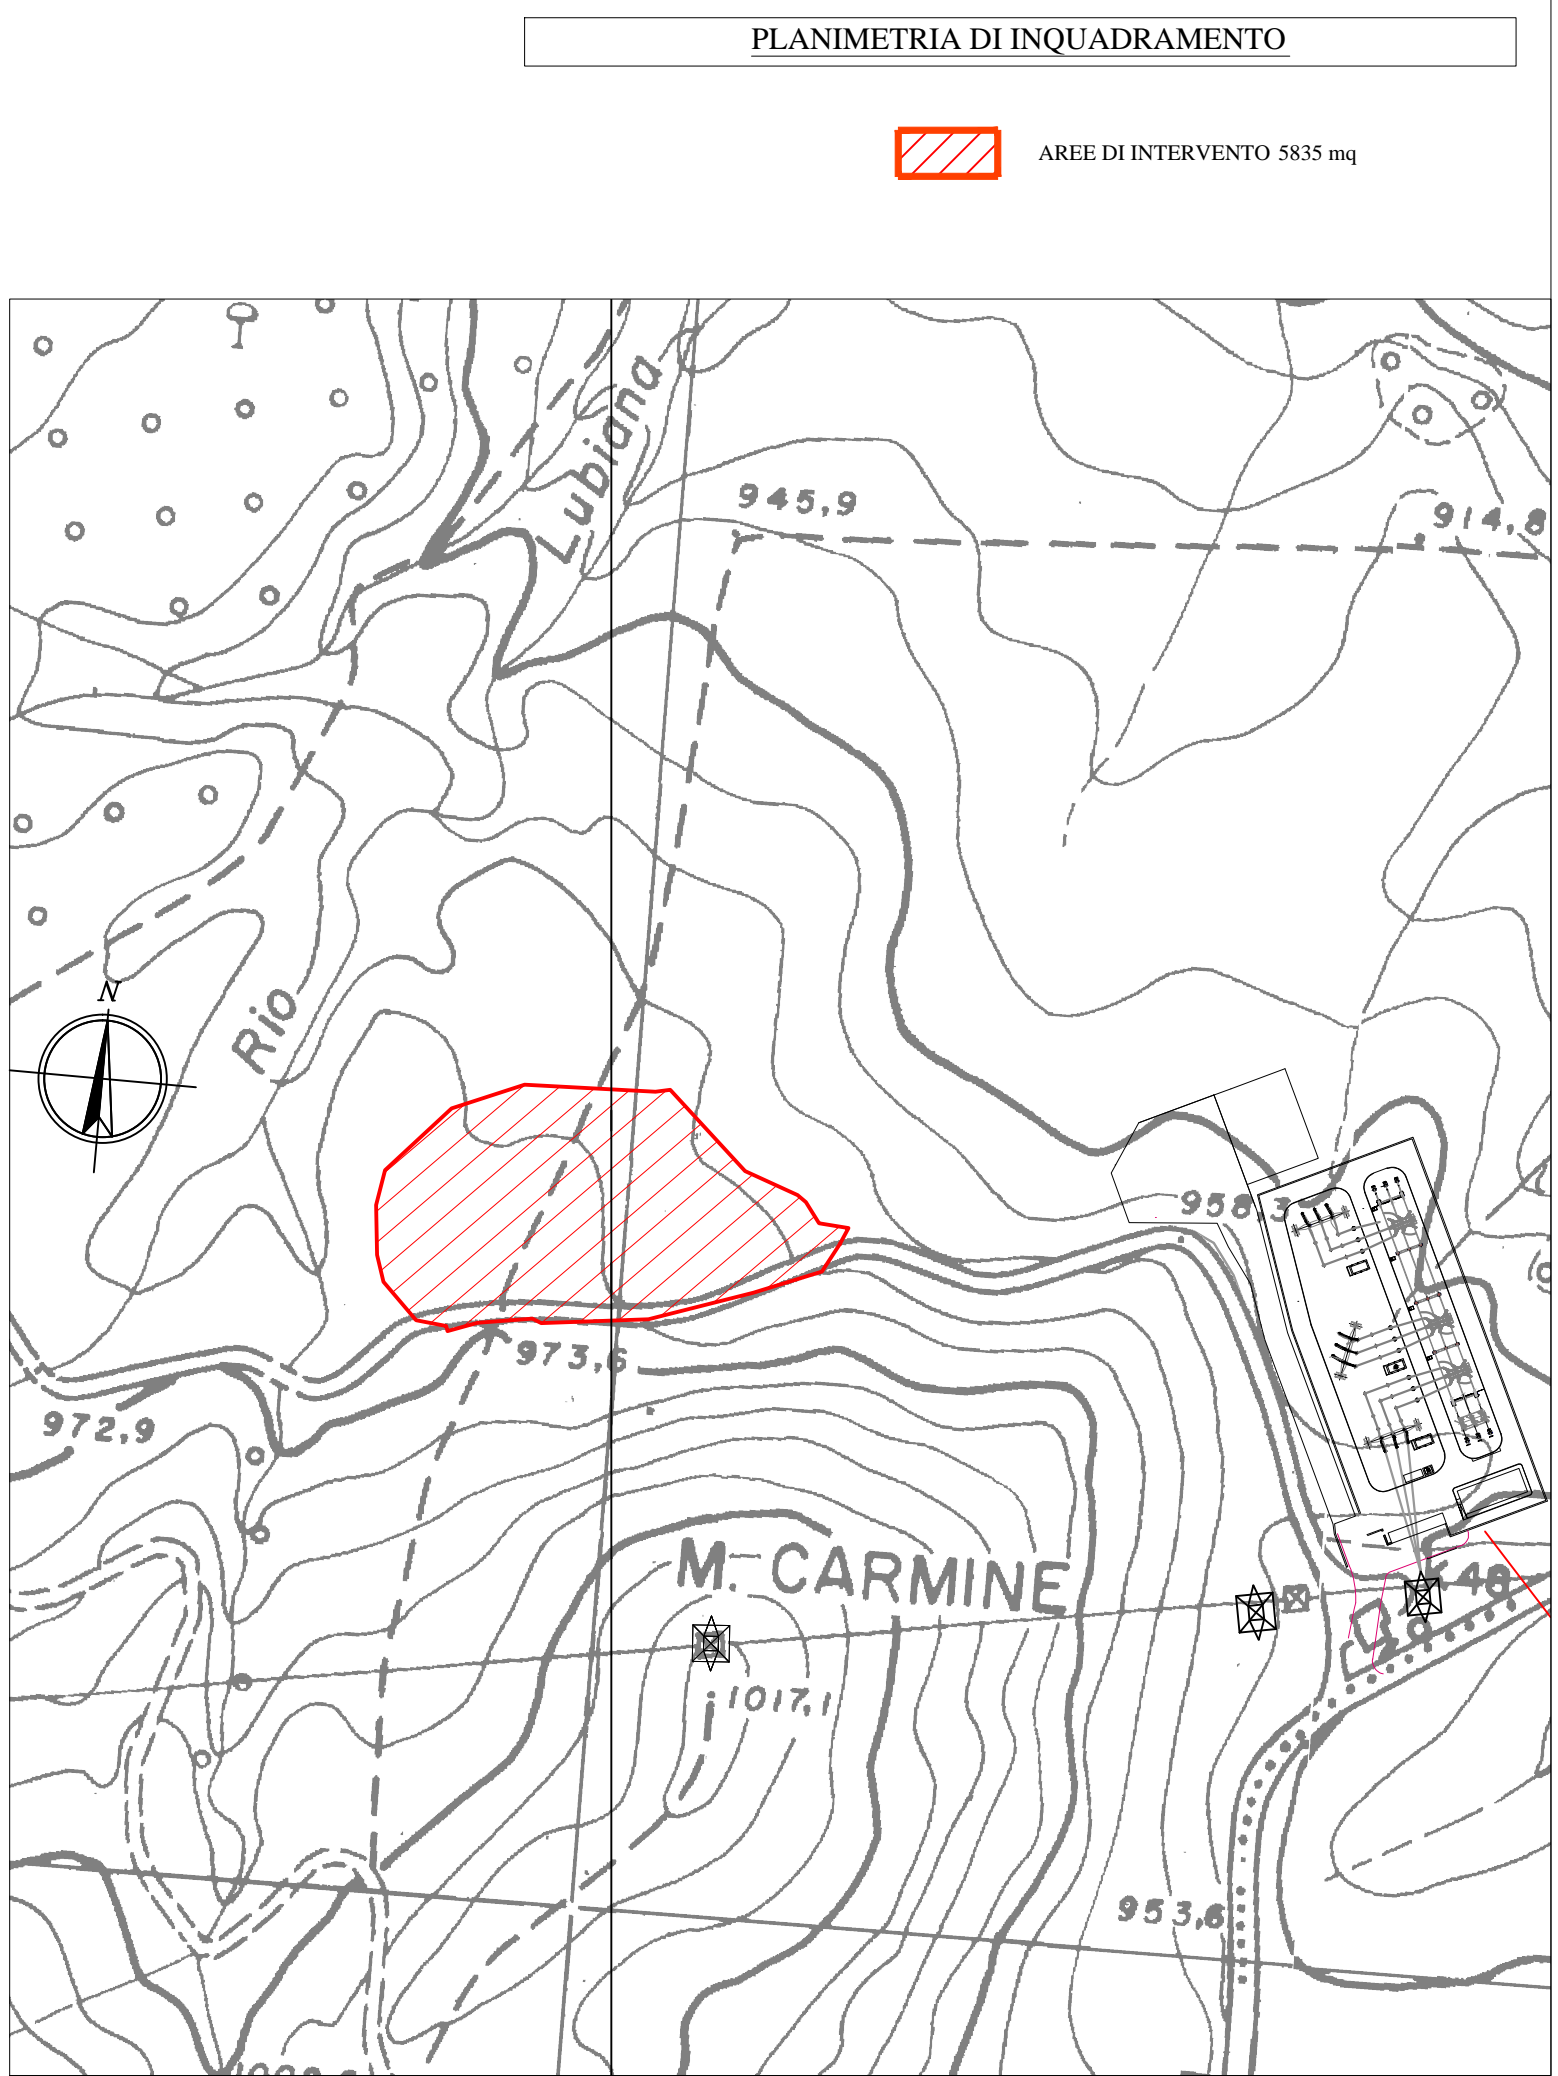 PLANIMETRIA DI INQUADRAMENTO
AREE DI INTERVENTO 5835 mq
Lubiana
945,9
914,8
N
Rio
958,3
973,6
972,9
M. CARMINE
48
1017,1
953,6